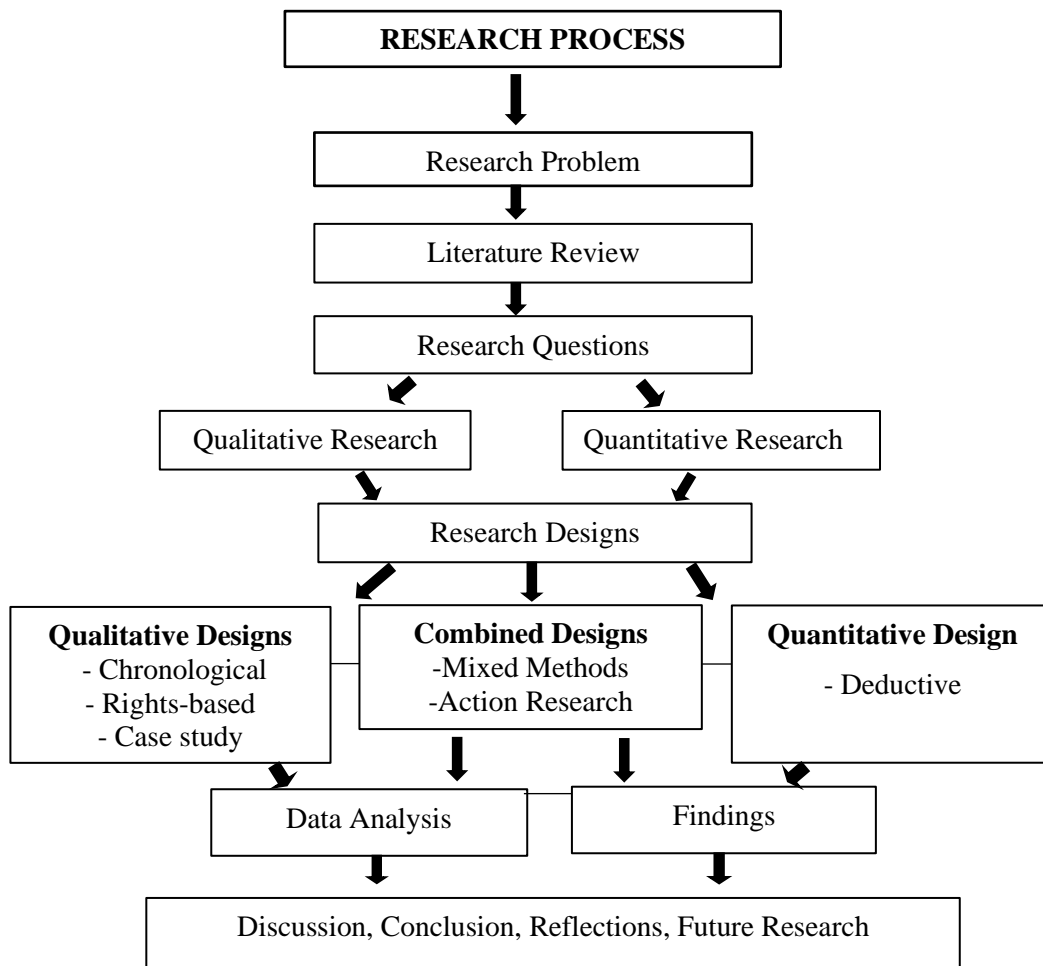 RESEARCH PROCESS
Research Problem
Literature Review
Research Questions
Qualitative Research
Quantitative Research
Research Designs
Qualitative Designs
- Chronological
- Rights-based
- Case study
Combined Designs
-Mixed Methods
-Action Research
Quantitative Design
- Deductive
Data Analysis
Findings
Discussion, Conclusion, Reflections, Future Research